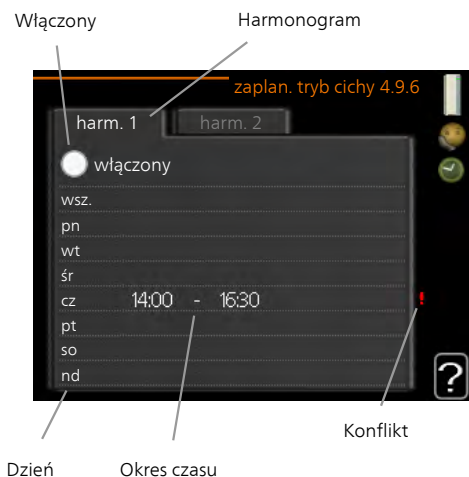 Włączony
Harmonogram
zaplan. tryb cichy 4.9.6
harm. 1
harm. 2
włączony
wsz.
pn
wt
śr
cz 14:00 - 16:30 !
pt
so
nd
?
Konflikt
Dzień
Okres czasu